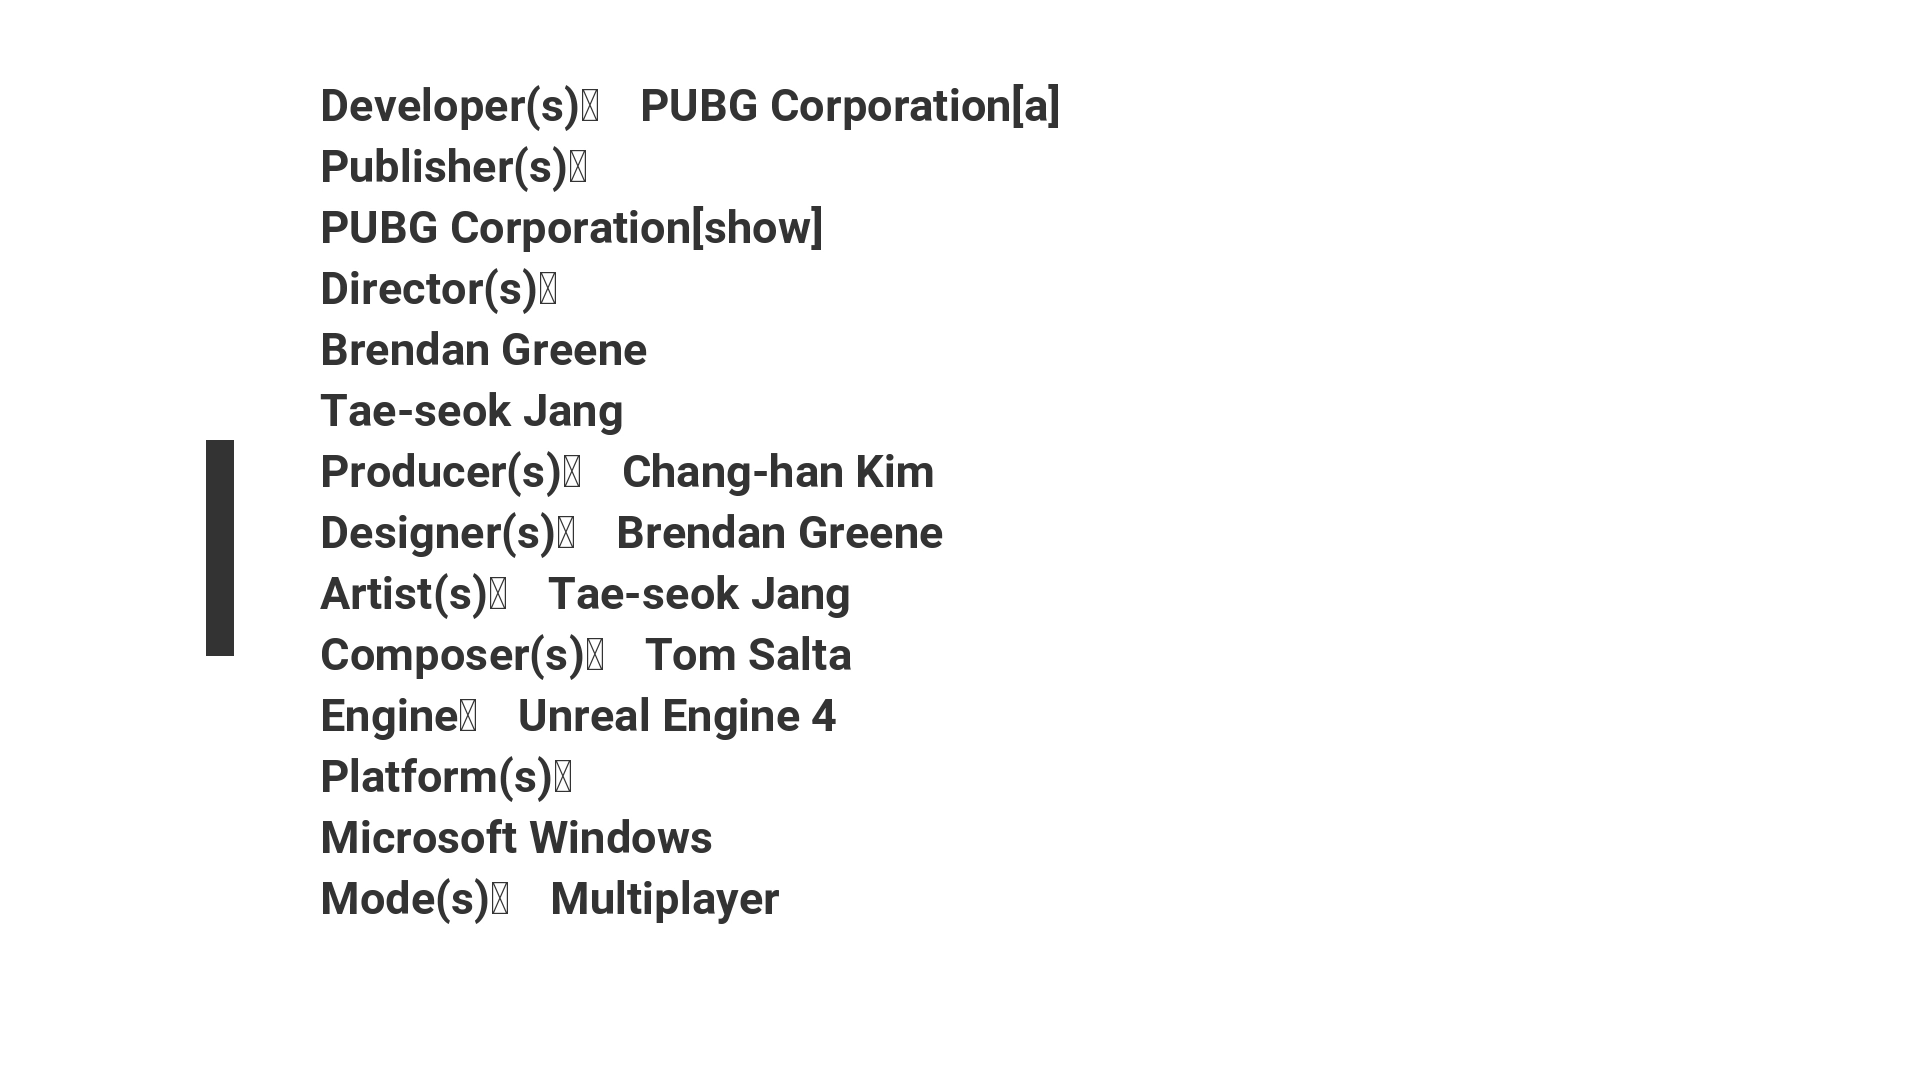 Developer(s) PUBG Corporation[a]
Publisher(s)
PUBG Corporation[show]
Director(s)
Brendan Greene
Tae-seok Jang
Producer(s) Chang-han Kim
Designer(s) Brendan Greene
Artist(s) Tae-seok Jang
Composer(s) Tom Salta
Engine Unreal Engine 4
Platform(s)
Microsoft Windows
Mode(s) Multiplayer